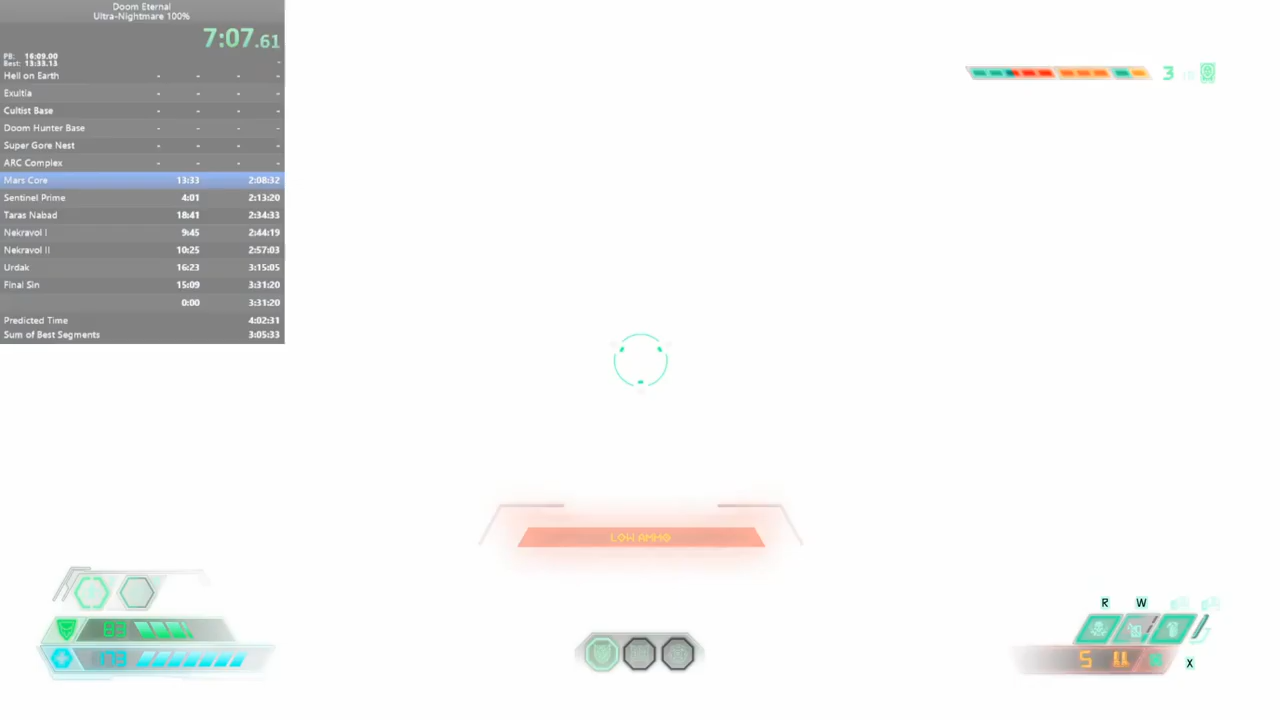 Doom Eternal
Ultra-Nightmare 100%
7:07.61
PB: 16:09.00
Best: 13:33.13
-
Hell on Earth - - - -
Exultia - - - -
Cultist Base - - - -
Doom Hunter Base - - - -
Super Gore Nest - - - -
ARC Complex - - - -
Mars Core 13:33 2:08:32
Sentinel Prime 4:01 2:13:20
Taras Nabad 18:41 2:34:33
Nekravol I 9:45 2:44:19
Nekravol II 10:25 2:57:03
Urdak 16:23 3:15:05
Final Sin 15:09 3:31:20
0:00 3:31:20
Predicted Time 4:02:31
Sum of Best Segments 3:05:33
3
LOW AMMO
83
173
R W
5
X